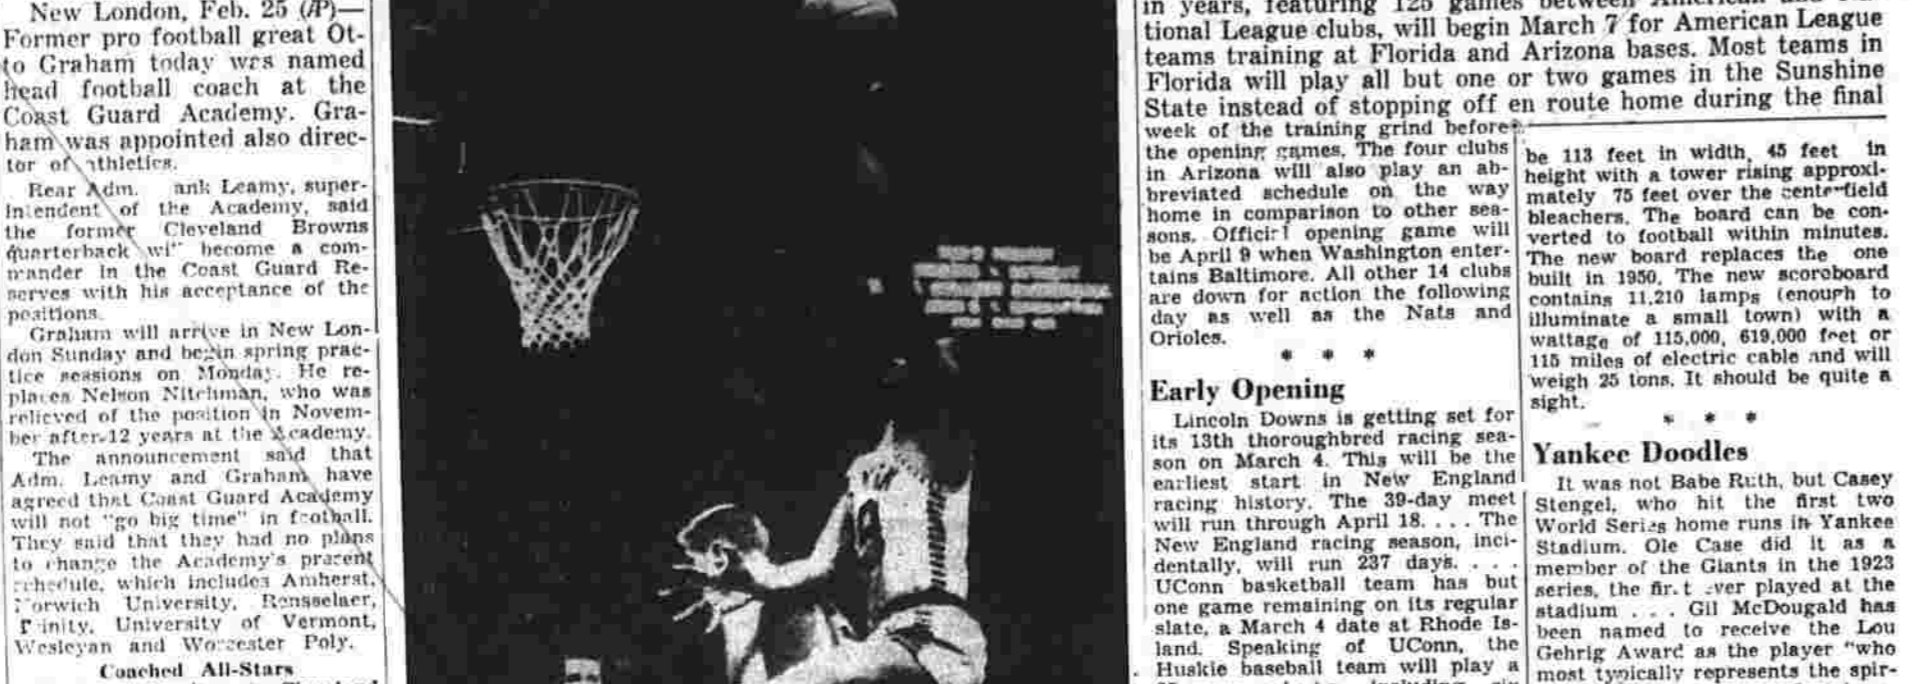 New London, Feb. 25 (AP)—
Former pro football great Ot-
to Graham today wrs named
head football coach at the
Coast Guard Academy. Gra-
ham was appointed also direc-
tor of athletics.
Rear Adm. ank Leamy, super-
intendent of the Academy, said
the former Cleveland Browns
quarterback wi" become a com-
mander in the Coast Guard Re-
serves with his acceptance of the
positions.
Graham will arrive in New Lon-
don Sunday and begin spring prac-
tice sessions on Monday. He re-
places Nelson Nitchman, who was
relieved of the position in Novem-
ber after 12 years at the Academy.
The announcement said that
Adm. Leamy and Graham have
agreed that Coast Guard Academy
will not "go big time" in football.
They said that they had no plans
to change the Academy's present
schedule, which includes Amherst,
Norwich University, Rensselaer,
Trinity, University of Vermont,
Wesleyan and Worcester Poly.
Coached All-Stars
in years, featuring 125 games between American and
tional League clubs, will begin March 7 for American League
teams training at Florida and Arizona bases. Most teams in
Florida will play all but one or two games in the Sunshine
State instead of stopping off en route home during the final
week of the training grind before
the opening games. The four clubs
in Arizona will also play an ab-
breviated schedule on the way
home in comparison to other sea-
sons. Official opening game will
be April 9 when Washington enter-
tains Baltimore. All other 14 clubs
are down for action the following
day as well as the Nats and
Orioles.
* * *
Early Opening
Lincoln Downs is getting set for
its 13th thoroughbred racing sea-
son on March 4. This will be the
earliest start in New England
racing history. The 39-day meet
will run through April 18. . . . The
New England racing season, inci-
dentally, will run 237 days. . . .
UConn basketball team has but
one game remaining on its regular
slate, a March 4 date at Rhode Is-
land. Speaking of UConn, the
Huskie baseball team will play a
be 113 feet in width, 45 feet in
height with a tower rising approxi-
mately 75 feet over the centerfield
bleachers. The board can be con-
verted to football within minutes.
The new board replaces the one
built in 1950. The new scoreboard
contains 11,210 lamps (enough to
illuminate a small town) with a
wattage of 115,000, 619,000 feet or
115 miles of electric cable and will
weigh 25 tons. It should be quite a
sight.
* * *
Yankee Doodles
It was not Babe Ruth, but Casey
Stengel, who hit the first two
World Series home runs in Yankee
Stadium. Ole Case did it as a
member of the Giants in the 1923
series, the first ever played at the
stadium . . . Gil McDougald has
been named to receive the Lou
Gehrig Award as the player "who
most typically represents the spir-